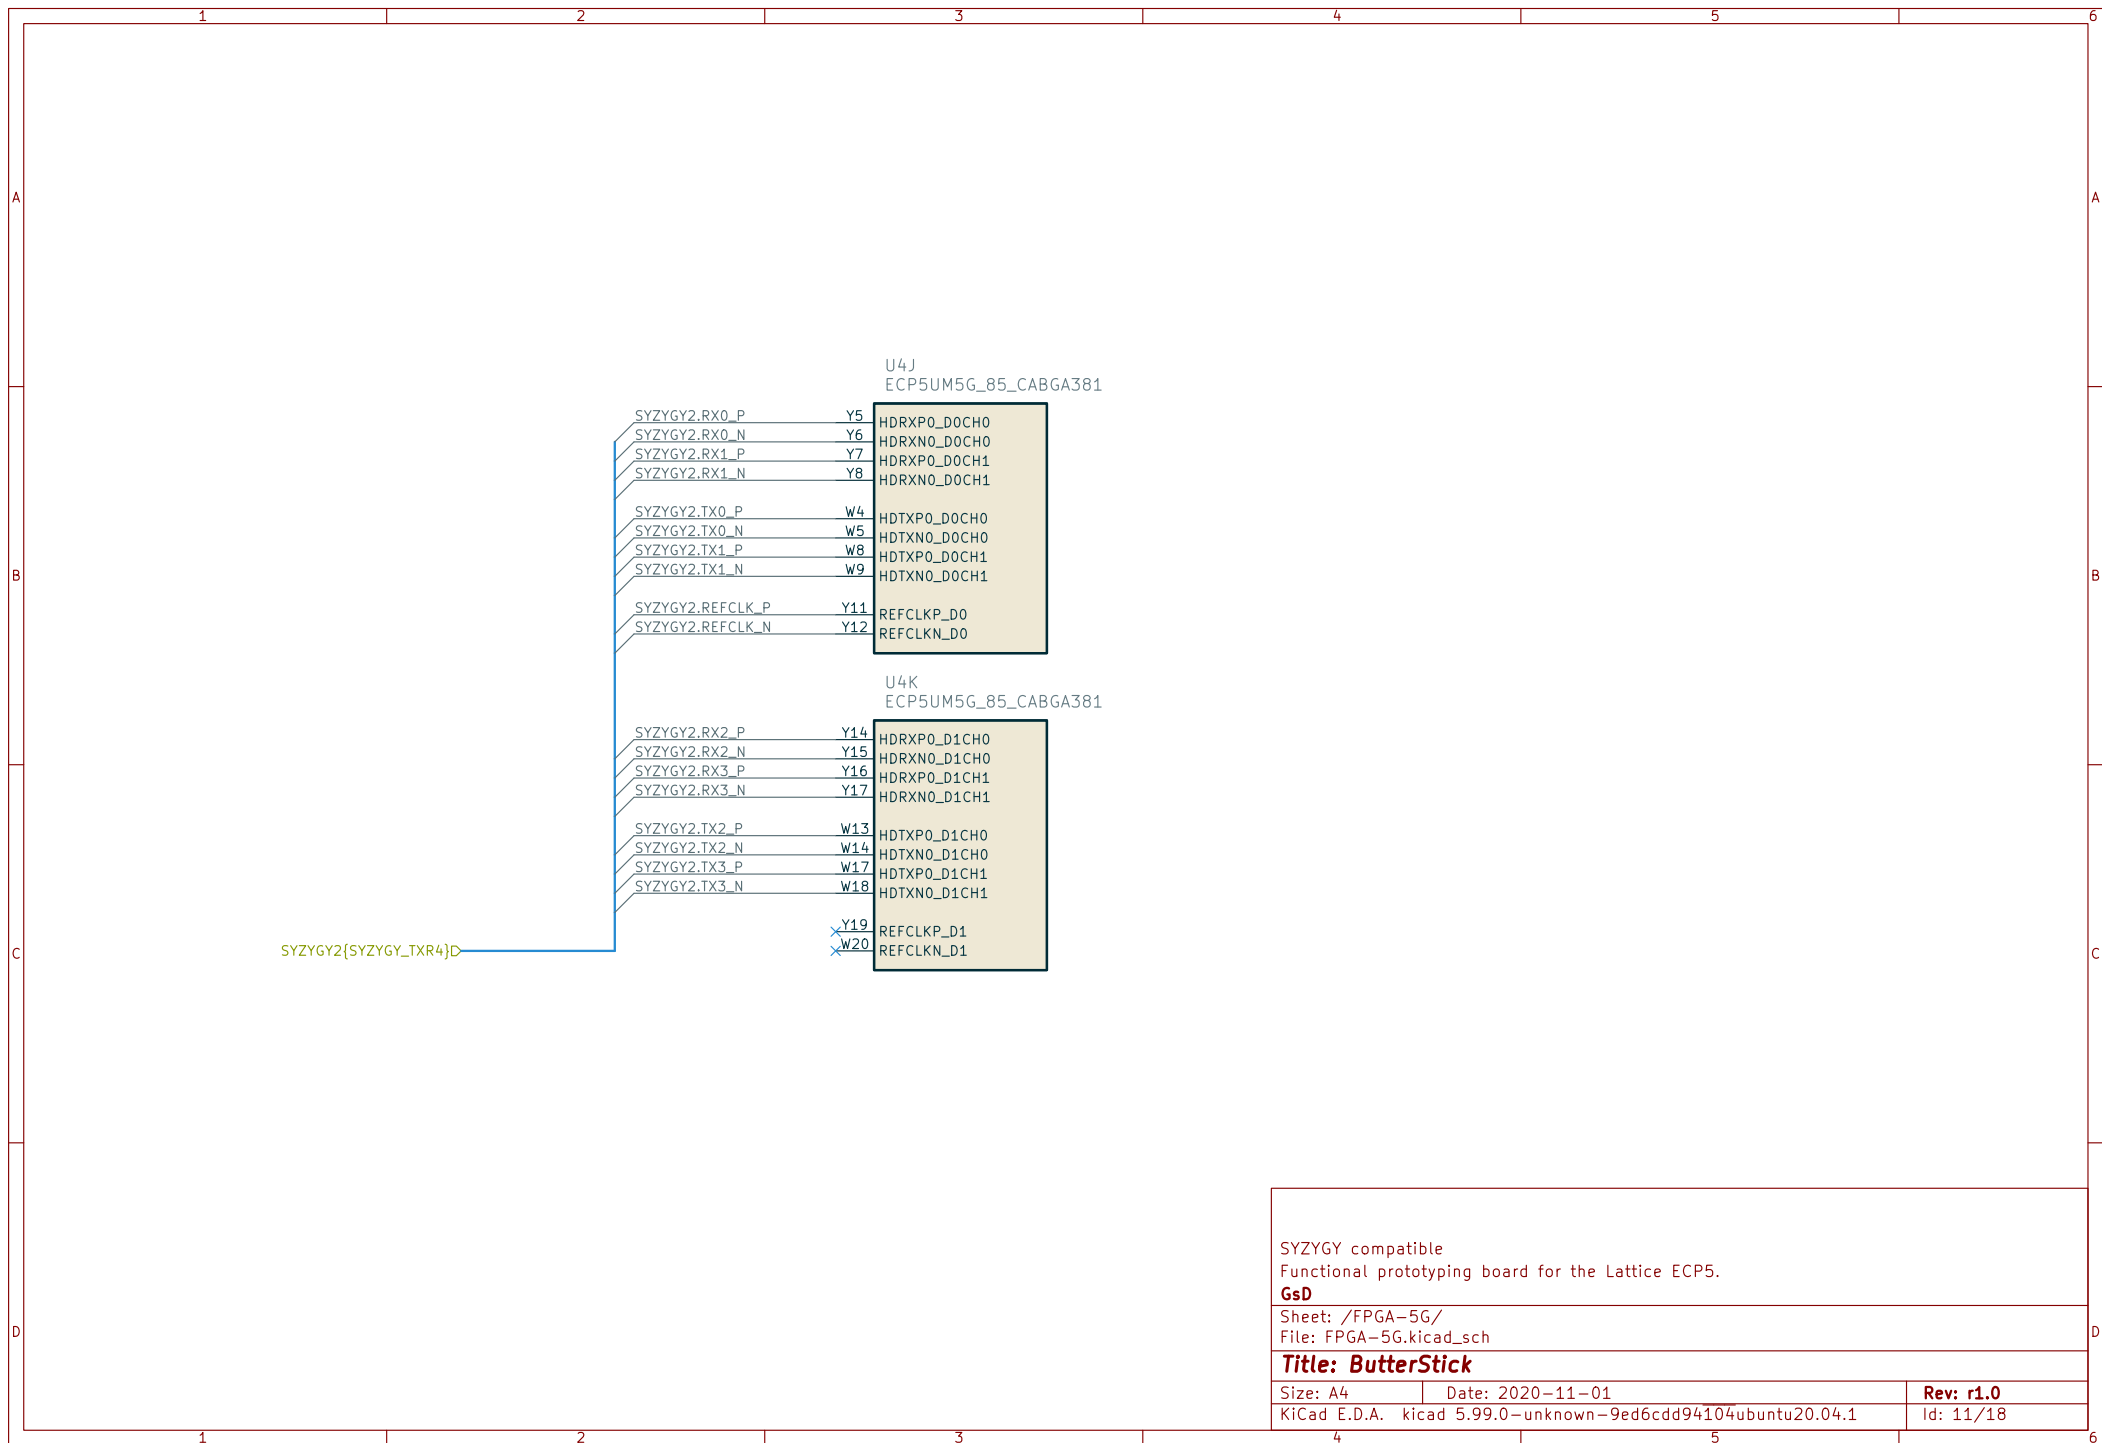 1 2 3 4 5 6
A A
U4J
ECP5UM5G_85_CABGA381
SYZYGY2.RX0_P Y5 HDRXP0_D0CH0
SYZYGY2.RX0_N Y6 HDRXN0_D0CH0
SYZYGY2.RX1_P Y7 HDRXP0_D0CH1
SYZYGY2.RX1_N Y8 HDRXN0_D0CH1
SYZYGY2.TX0_P W4 HDTXP0_D0CH0
SYZYGY2.TX0_N W5 HDTXN0_D0CH0
SYZYGY2.TX1_P W8 HDTXP0_D0CH1
SYZYGY2.TX1_N W9 HDTXN0_D0CH1
B B
SYZYGY2.REFCLK_P Y11 REFCLKP_D0
SYZYGY2.REFCLK_N Y12 REFCLKN_D0
U4K
ECP5UM5G_85_CABGA381
SYZYGY2.RX2_P Y14 HDRXP0_D1CH0
SYZYGY2.RX2_N Y15 HDRXN0_D1CH0
SYZYGY2.RX3_P Y16 HDRXP0_D1CH1
SYZYGY2.RX3_N Y17 HDRXN0_D1CH1
SYZYGY2.TX2_P W13 HDTXP0_D1CH0
SYZYGY2.TX2_N W14 HDTXN0_D1CH0
SYZYGY2.TX3_P W17 HDTXP0_D1CH1
SYZYGY2.TX3_N W18 HDTXN0_D1CH1
Y19 REFCLKP_D1
SYZYGY2{SYZYGY_TXR4} W20 REFCLKN_D1
C C
SYZYGY compatible
Functional prototyping board for the Lattice ECP5.
GsD
Sheet: /FPGA-5G/
File: FPGA-5G.kicad_sch
D D
Title: ButterStick
Size: A4 Date: 2020-11-01 Rev: r1.0
KiCad E.D.A. kicad 5.99.0-unknown-9ed6cdd94104ubuntu20.04.1 Id: 11/18
1 2 3 4 5 6